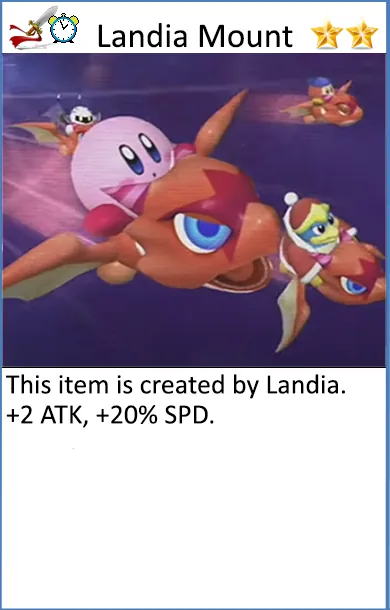 Landia Mount
This item is created by Landia.
+2 ATK, +20% SPD.